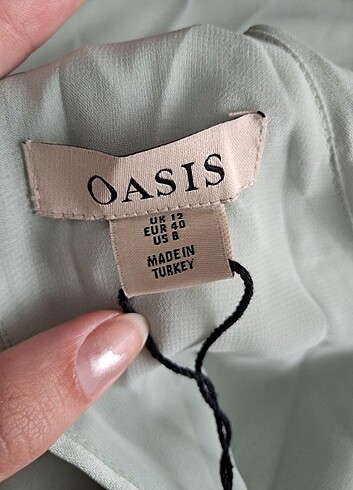 OASIS
UK 12
EUR 40
US 8
MADE IN
TURKEY